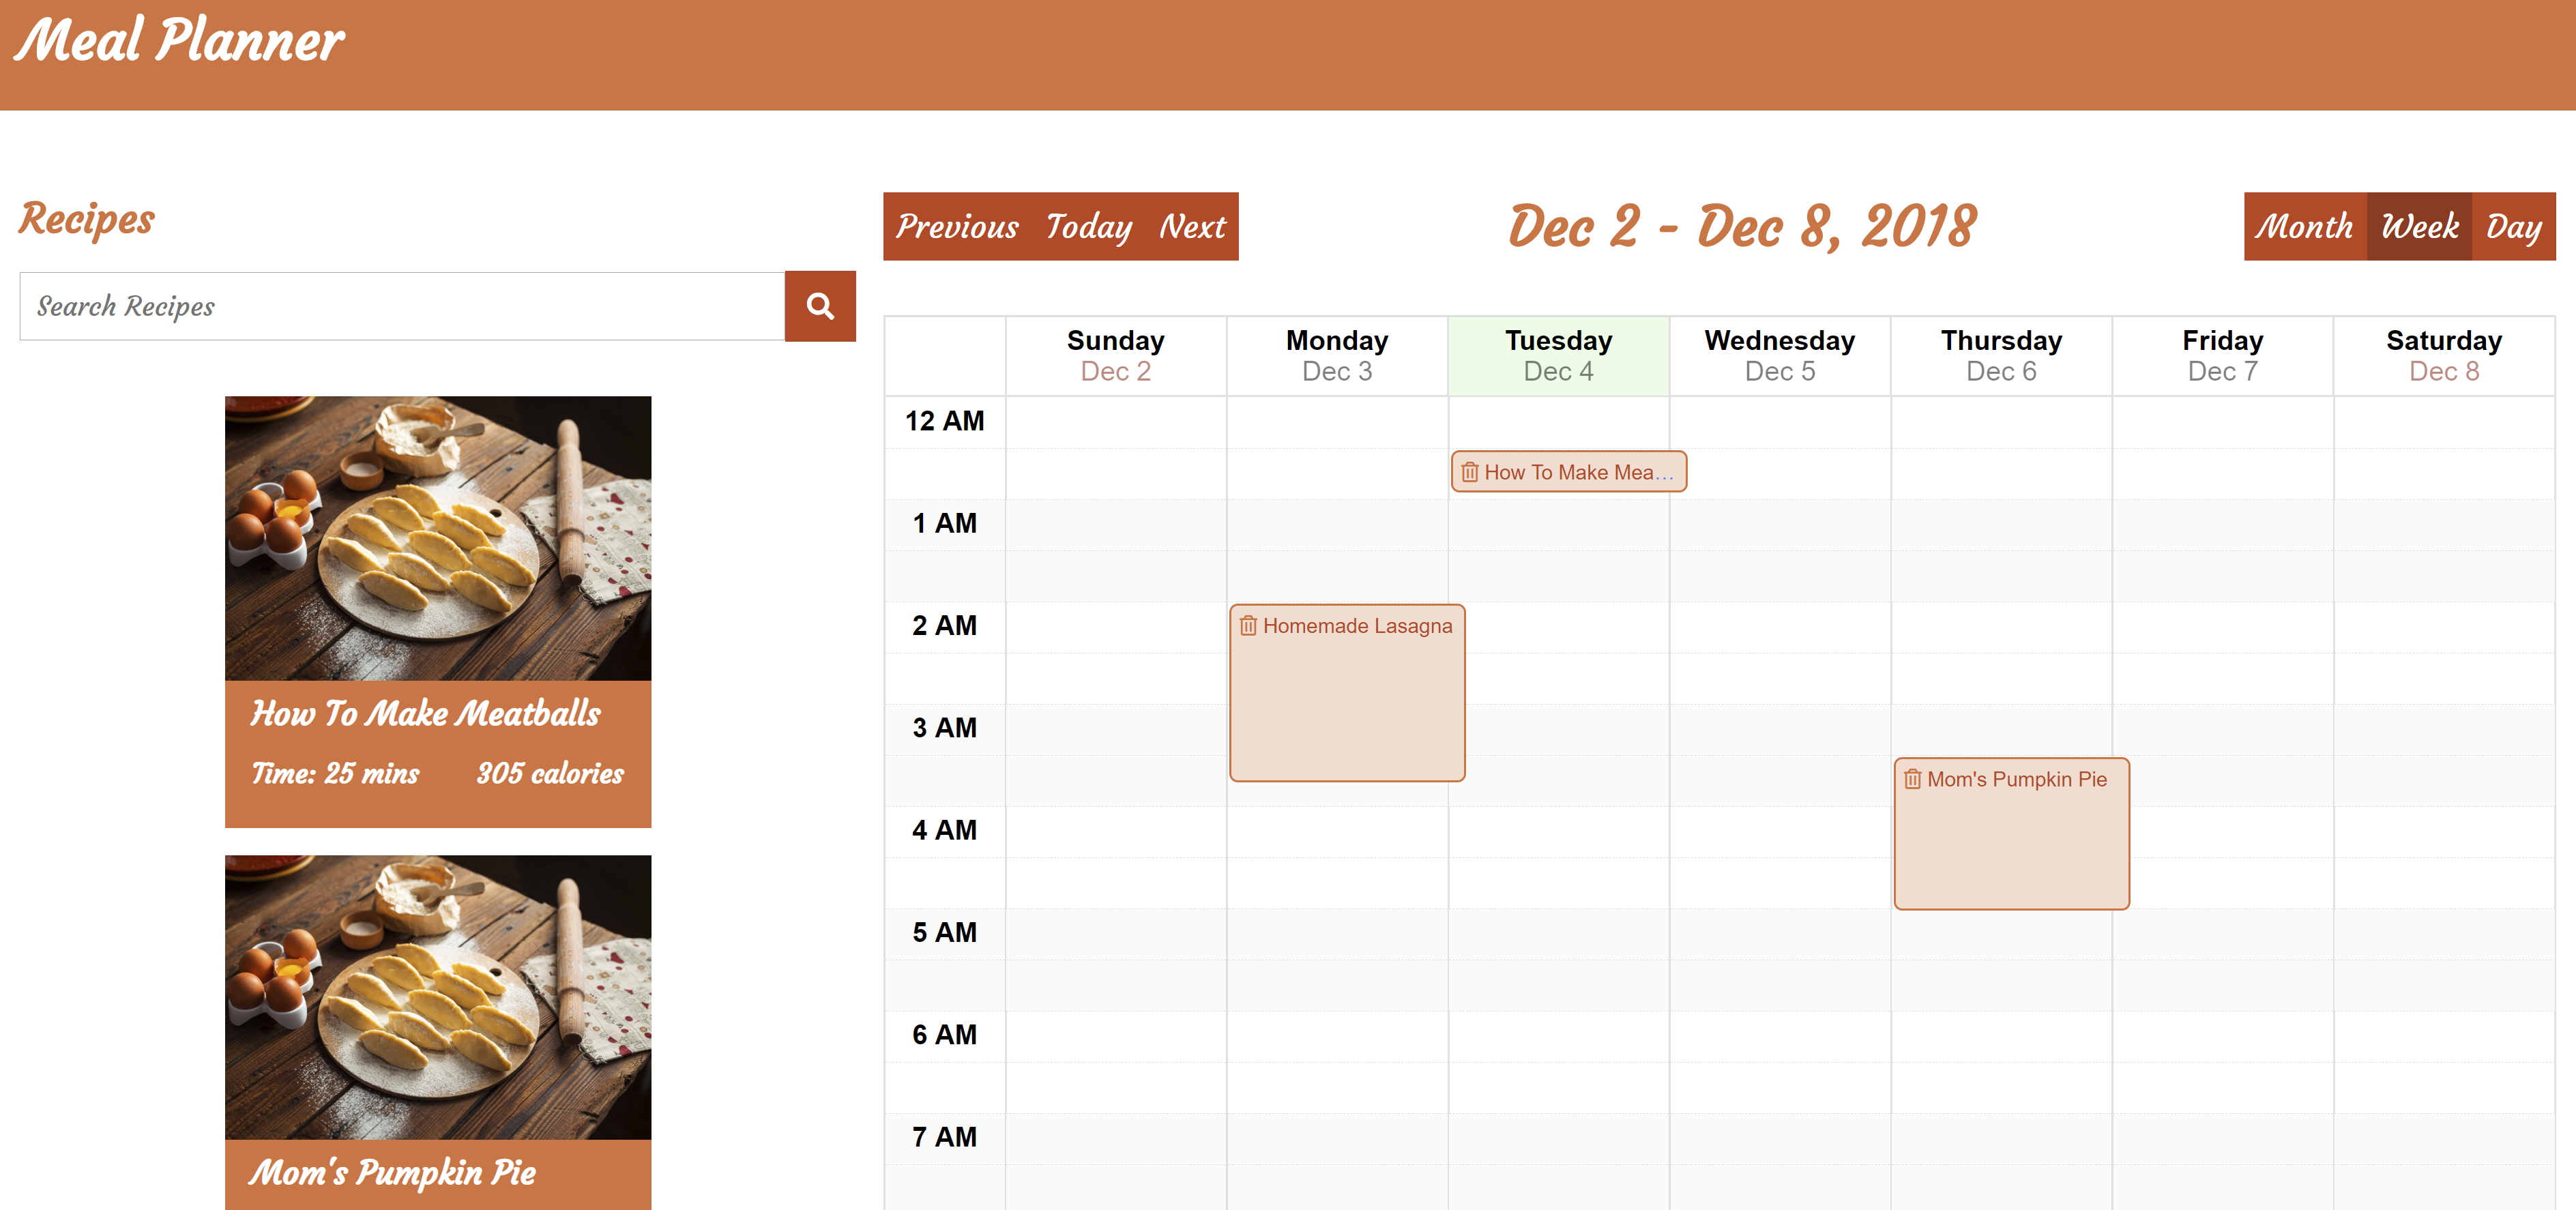 Meal Planner
Recipes
Search Recipes
How To Make Meatballs
Time: 25 mins 305 calories
Mom's Pumpkin Pie
Previous Today Next
Dec 2 - Dec 8, 2018
Month Week Day
Sunday Monday Tuesday Wednesday Thursday Friday Saturday
Dec 2 Dec 3 Dec 4 Dec 5 Dec 6 Dec 7 Dec 8
12 AM
How To Make Mea...
1 AM
2 AM Homemade Lasagna
3 AM
Mom's Pumpkin Pie
4 AM
5 AM
6 AM
7 AM